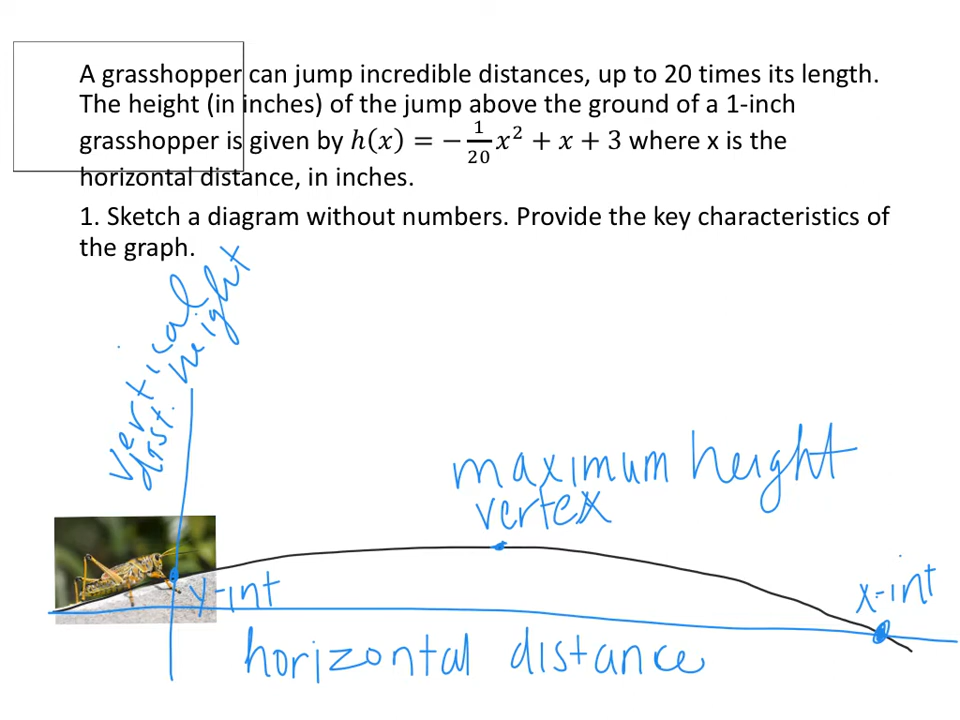 A grasshopper can jump incredible distances, up to 20 times its length.
The height (in inches) of the jump above the ground of a 1-inch
grasshopper is given by h(x) = −1/20 x² + x + 3 where x is the
horizontal distance, in inches.
1. Sketch a diagram without numbers. Provide the key characteristics of
the graph.
vertical
dist. height
maximum height
vertex
y-int
x-int
horizontal distance